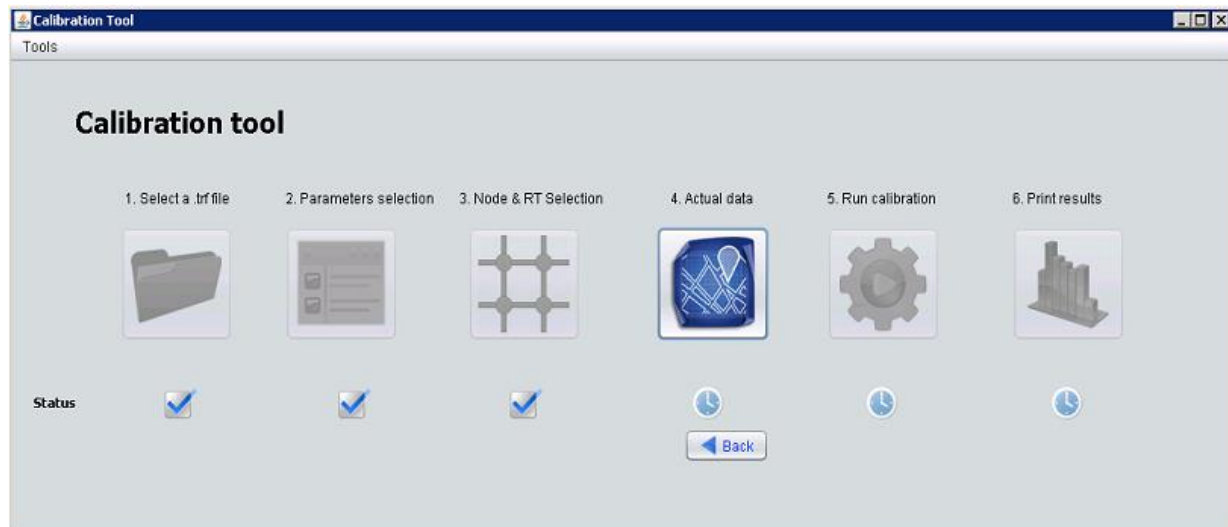 Calibration Tool
Tools
Calibration tool
1. Select a .trf file
2. Parameters selection
3. Node & RT Selection
4. Actual data
5. Run calibration
6. Print results
Status
Back